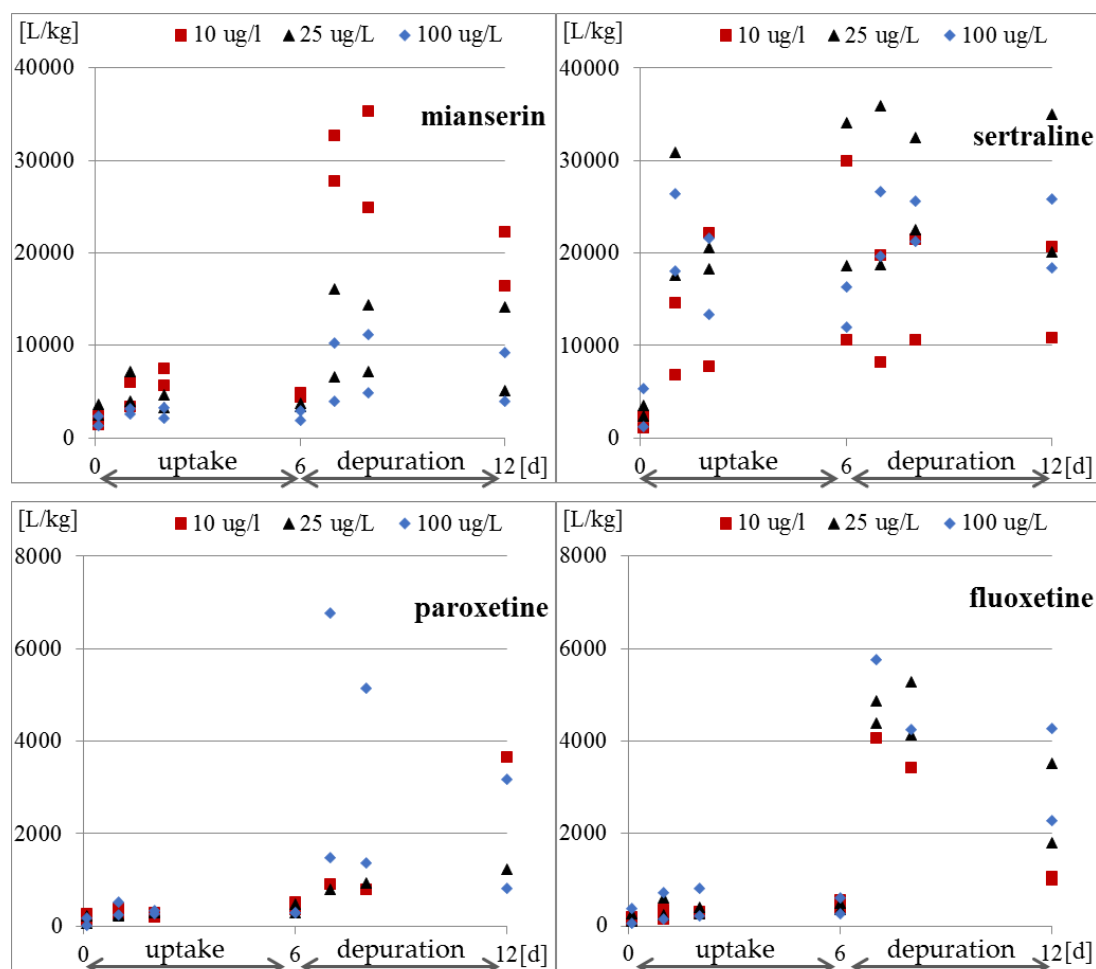 [L/kg]
10 ug/l 25 ug/L 100 ug/L
40000
mianserin
30000
20000
10000
0
0 uptake 6 depuration 12 [d]
[L/kg]
10 ug/l 25 ug/L 100 ug/L
40000
sertraline
30000
20000
10000
0
0 uptake 6 depuration 12 [d]
[L/kg]
10 ug/l 25 ug/L 100 ug/L
8000
paroxetine
6000
4000
2000
0
0 uptake 6 depuration 12 [d]
[L/kg]
10 ug/l 25 ug/L 100 ug/L
8000
fluoxetine
6000
4000
2000
0
0 uptake 6 depuration 12 [d]